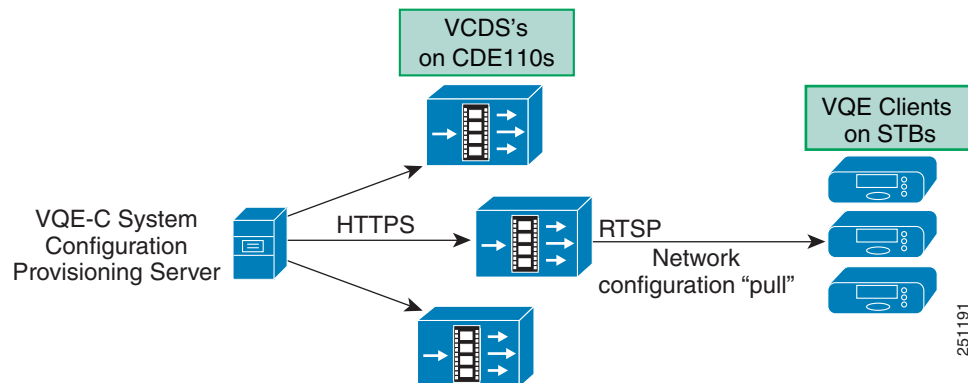 VCDS's
on CDE110s
VQE Clients
on STBs
VQE-C System
Configuration
Provisioning Server
HTTPS
RTSP
Network
configuration “pull”
251191